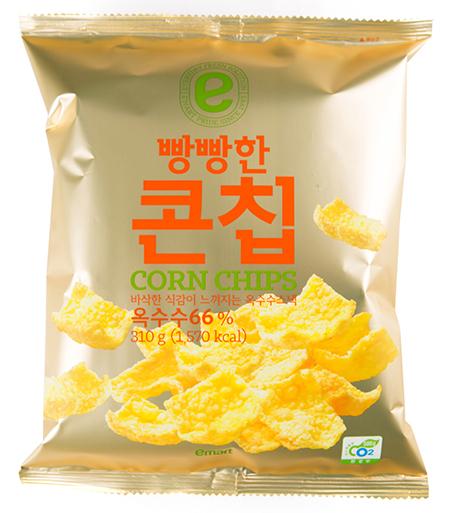 e
빵빵한
콘칩
CORN CHIPS
바삭한 식감이 느껴지는 옥수수스낵
옥수수66%
310 g (1,570 kcal)
CO2
emart